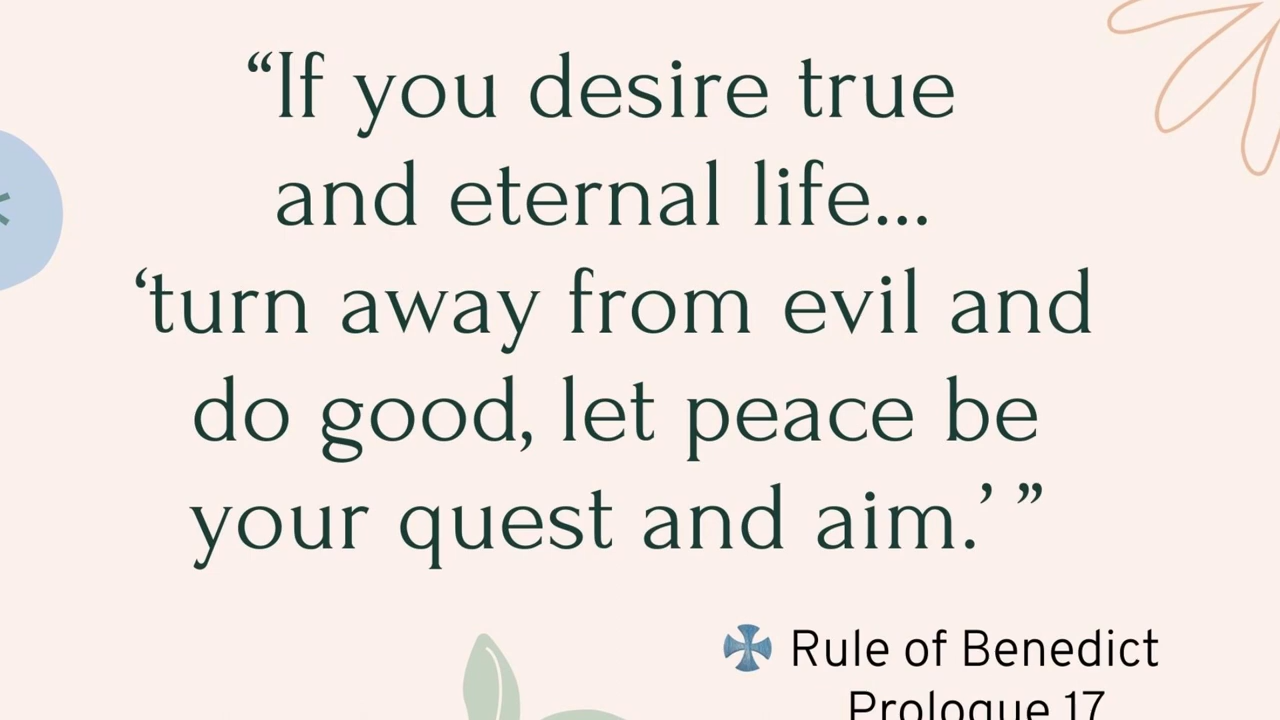 “If you desire true
and eternal life...
‘turn away from evil and
do good, let peace be
your quest and aim.’ ”
Rule of Benedict
Prologue 17